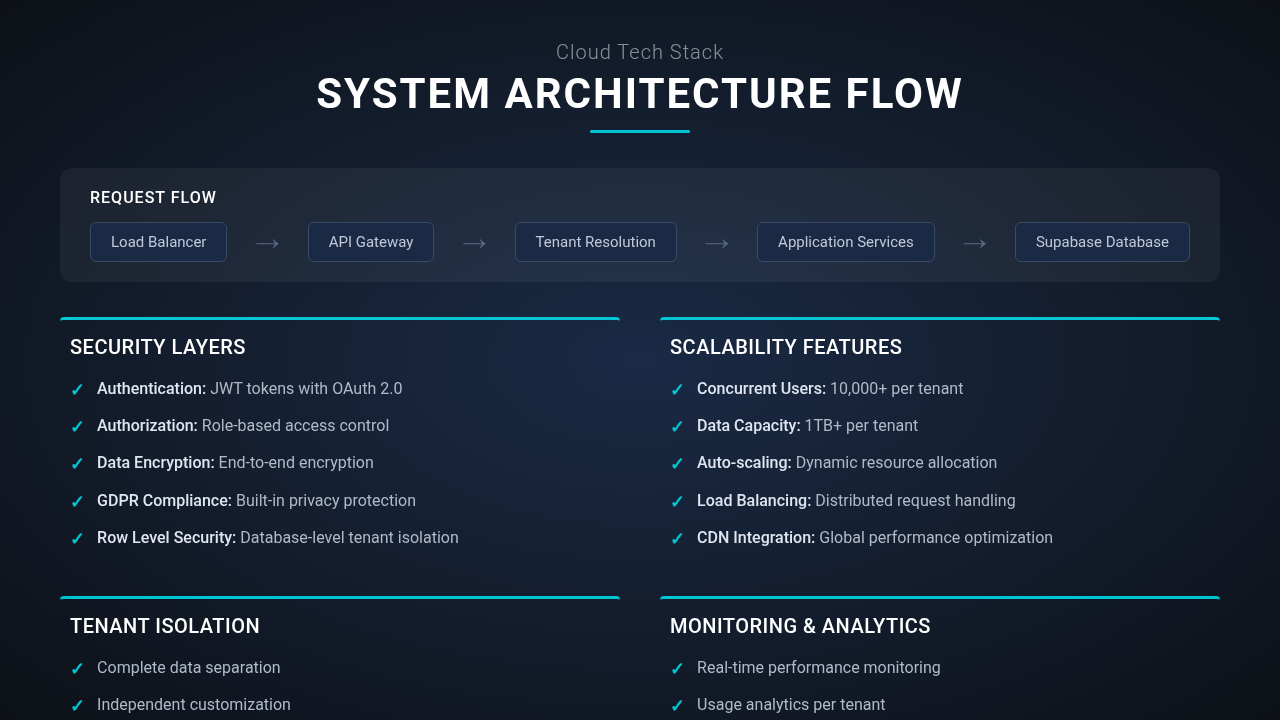 Cloud Tech Stack
SYSTEM ARCHITECTURE FLOW
REQUEST FLOW
Load Balancer → API Gateway → Tenant Resolution → Application Services → Supabase Database
SECURITY LAYERS
✓ Authentication: JWT tokens with OAuth 2.0
✓ Authorization: Role-based access control
✓ Data Encryption: End-to-end encryption
✓ GDPR Compliance: Built-in privacy protection
✓ Row Level Security: Database-level tenant isolation
SCALABILITY FEATURES
✓ Concurrent Users: 10,000+ per tenant
✓ Data Capacity: 1TB+ per tenant
✓ Auto-scaling: Dynamic resource allocation
✓ Load Balancing: Distributed request handling
✓ CDN Integration: Global performance optimization
TENANT ISOLATION
✓ Complete data separation
✓ Independent customization
MONITORING & ANALYTICS
✓ Real-time performance monitoring
✓ Usage analytics per tenant